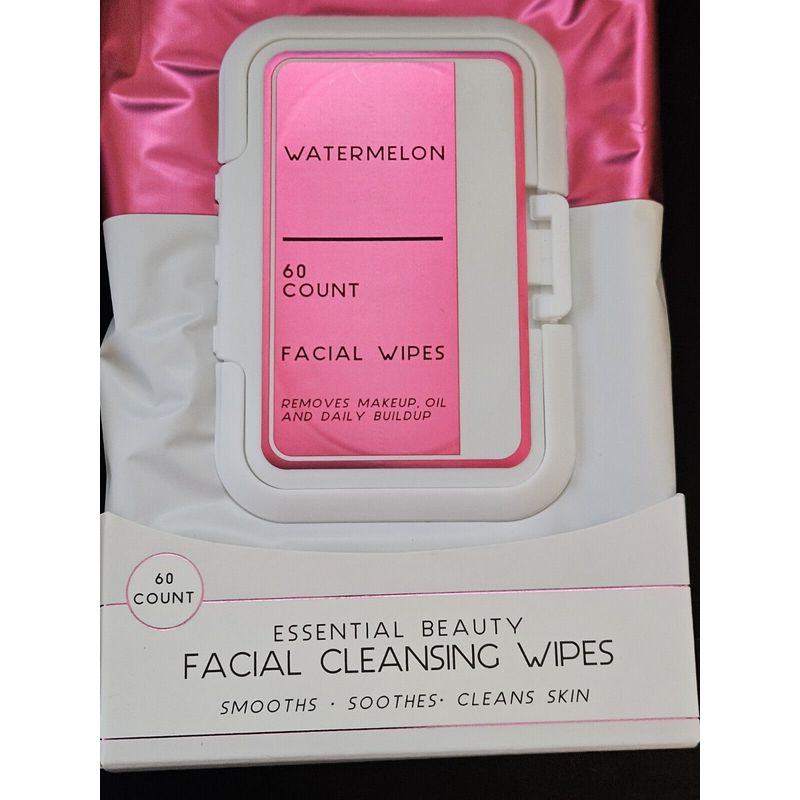 WATERMELON
60
COUNT
FACIAL WIPES
REMOVES MAKEUP, OIL
AND DAILY BUILDUP
60
COUNT
ESSENTIAL BEAUTY
FACIAL CLEANSING WIPES
SMOOTHS · SOOTHES· CLEANS SKIN